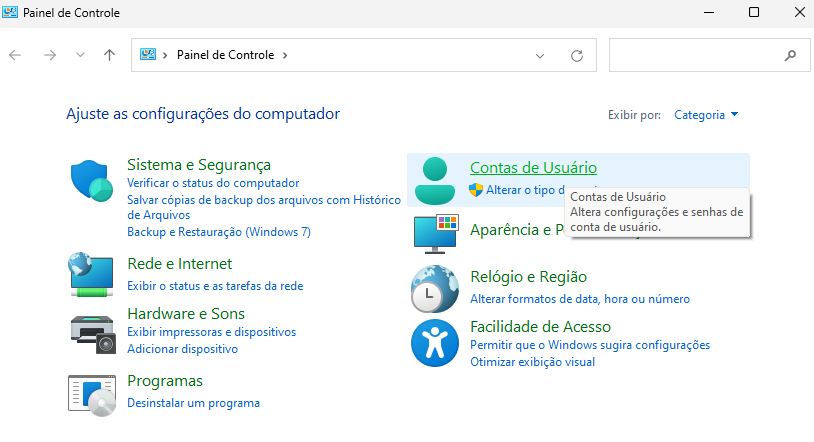 Painel de Controle
Painel de Controle
Ajuste as configurações do computador
Exibir por:
Categoria
Sistema e Segurança
Verificar o status do computador
Salvar cópias de backup dos arquivos com Histórico
de Arquivos
Backup e Restauração (Windows 7)
Rede e Internet
Exibir o status e as tarefas da rede
Hardware e Sons
Exibir impressoras e dispositivos
Adicionar dispositivo
Programas
Desinstalar um programa
Contas de Usuário
Alterar o tipo
Contas de Usuário
Altera configurações e senhas de
conta de usuário.
Aparência e
Relógio e Região
Alterar formatos de data, hora ou número
Facilidade de Acesso
Permitir que o Windows sugira configurações
Otimizar exibição visual